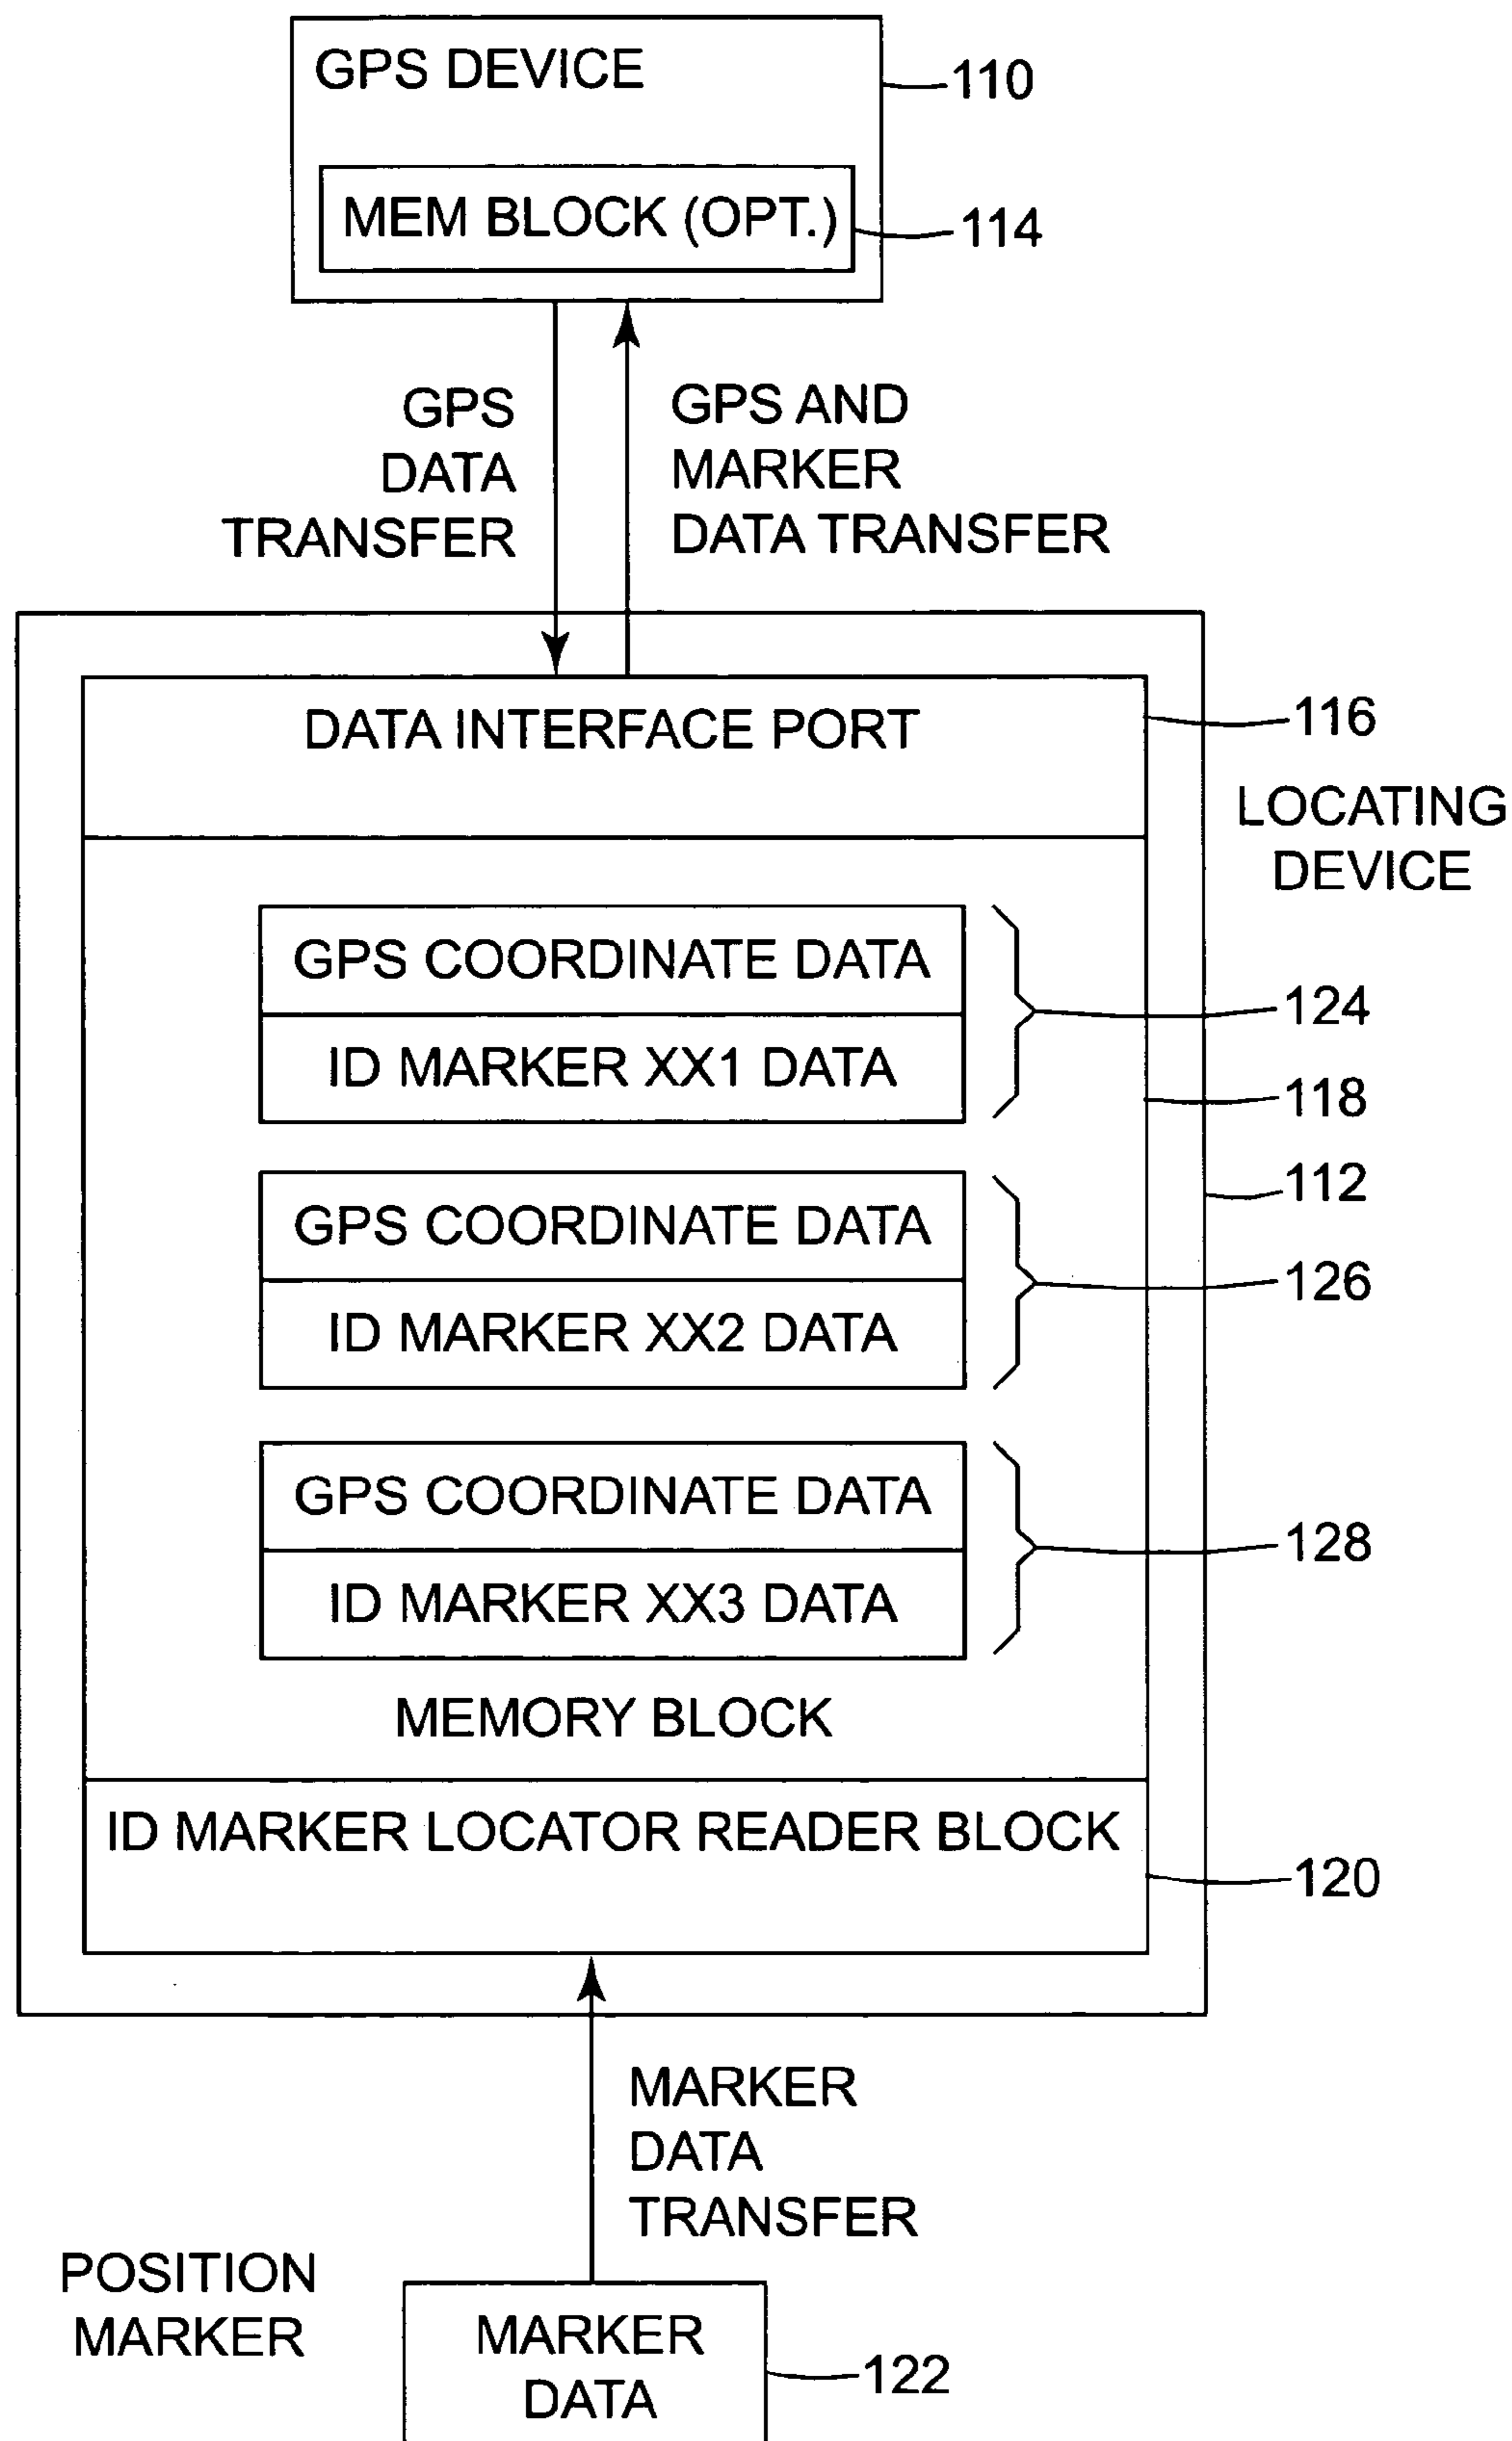 GPS DEVICE
110
MEM BLOCK (OPT.)
114
GPS
DATA
TRANSFER
GPS AND
MARKER
DATA TRANSFER
DATA INTERFACE PORT
116
LOCATING
DEVICE
GPS COORDINATE DATA
ID MARKER XX1 DATA
124
118
112
GPS COORDINATE DATA
ID MARKER XX2 DATA
126
GPS COORDINATE DATA
ID MARKER XX3 DATA
128
MEMORY BLOCK
ID MARKER LOCATOR READER BLOCK
120
MARKER
DATA
TRANSFER
POSITION
MARKER
MARKER
DATA
122